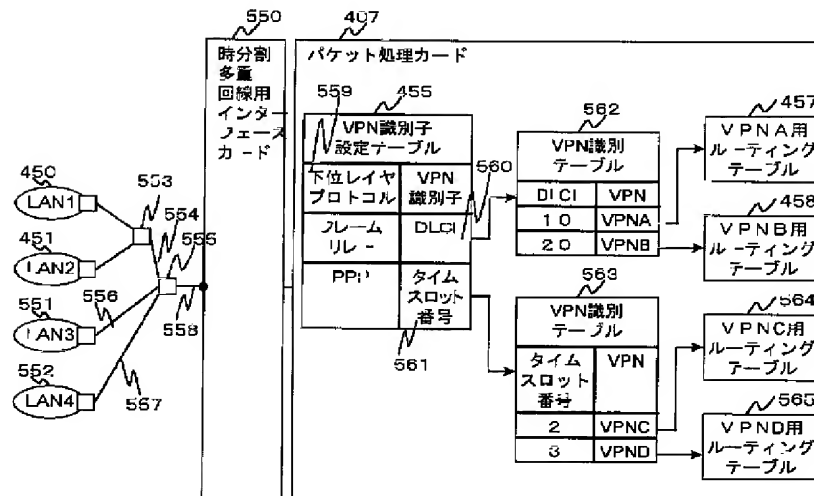 550
時分割
多重
回線用
インター
フェース
カード
407
パケット処理カード
559
455
VPN識別子
設定テーブル
下位レイヤ
プロトコル
VPN
識別子
560
フレーム
リレー
DLCI
PPP
タイム
スロット
番号
561
562
VPN識別
テーブル
DLCI
VPN
10
VPNA
20
VPNB
563
VPN識別
テーブル
タイム
スロット
番号
VPN
2
VPNC
3
VPND
457
VPNA用
ルーティング
テーブル
458
VPNB用
ルーティング
テーブル
564
VPNC用
ルーティング
テーブル
565
VPND用
ルーティング
テーブル
450
LAN1
451
LAN2
551
LAN3
552
LAN4
553
554
555
556
557
558